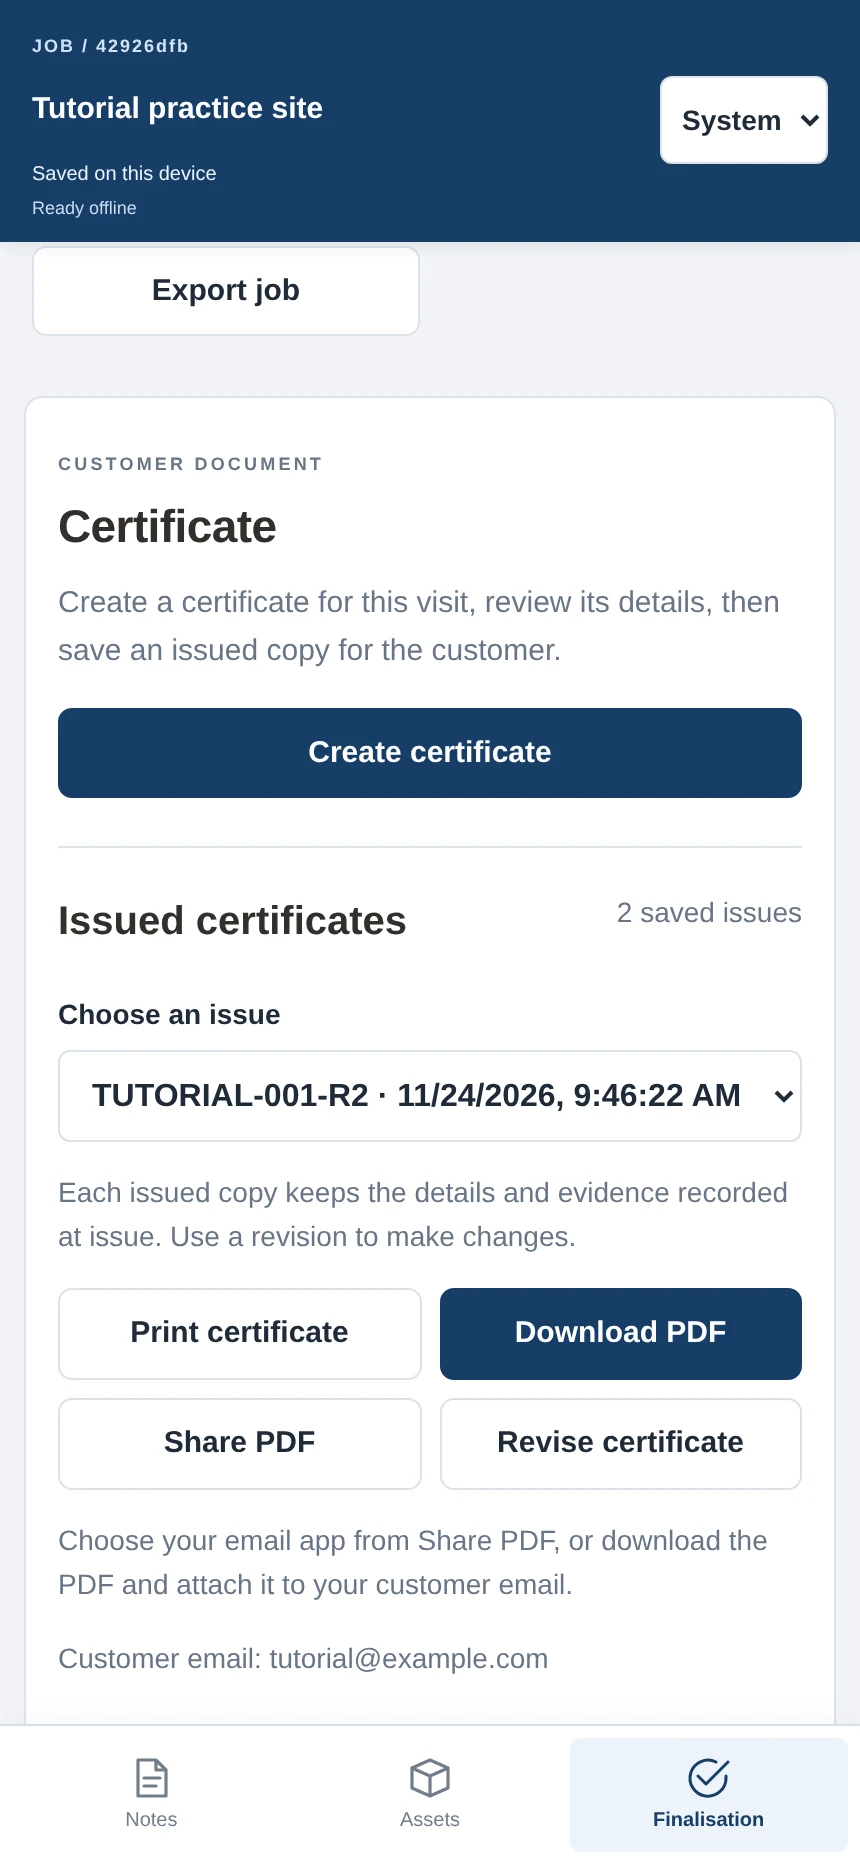 JOB / 42926dfb
Tutorial practice site
System
Saved on this device
Ready offline
Export job
CUSTOMER DOCUMENT
Certificate
Create a certificate for this visit, review its details, then
save an issued copy for the customer.
Create certificate
Issued certificates
2 saved issues
Choose an issue
TUTORIAL-001-R2 · 11/24/2026, 9:46:22 AM
Each issued copy keeps the details and evidence recorded
at issue. Use a revision to make changes.
Print certificate
Download PDF
Share PDF
Revise certificate
Choose your email app from Share PDF, or download the
PDF and attach it to your customer email.
Customer email: tutorial@example.com
Notes
Assets
Finalisation